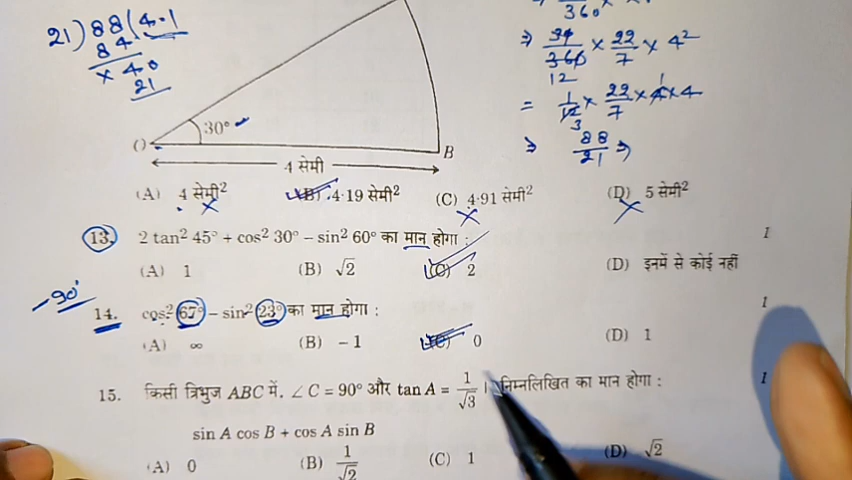 21 ) 88 ( 4.1
84
× 40
21
360
⇒ 30/360 × 22/7 × 4²
12
= 1/12 × 22/7 × 4 × 4
3
⇒ 88/21 ⇒
O 30° B
4 सेमी
(A) 4 सेमी² (B) 4·19 सेमी² (C) 4·91 सेमी² (D) 5 सेमी²
13. 2 tan² 45° + cos² 30° – sin² 60° का मान होगा : 1
(A) 1 (B) √2 (C) 2 (D) इनमें से कोई नहीं
90°
14. cos² 67° – sin² 23° का मान होगा : 1
(A) ∞ (B) – 1 (C) 0 (D) 1
15. किसी त्रिभुज ABC में, ∠ C = 90° और tan A = 1/√3 । निम्नलिखित का मान होगा : 1
sin A cos B + cos A sin B
(A) 0 (B) 1/√2 (C) 1 (D) √2